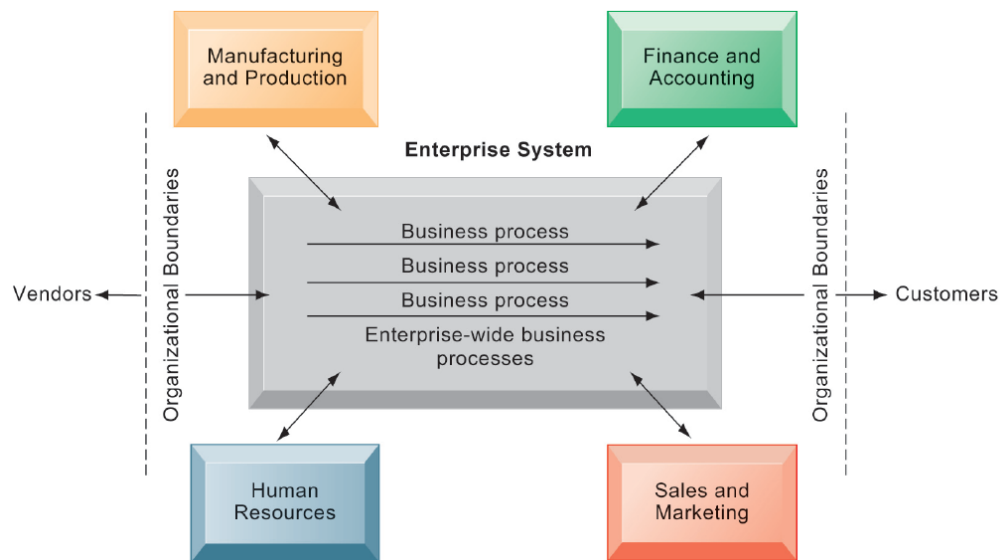 Manufacturing
and Production
Finance and
Accounting
Enterprise System
Organizational Boundaries
Business process
Business process
Business process
Enterprise-wide business
processes
Organizational Boundaries
Vendors
Customers
Human
Resources
Sales and
Marketing